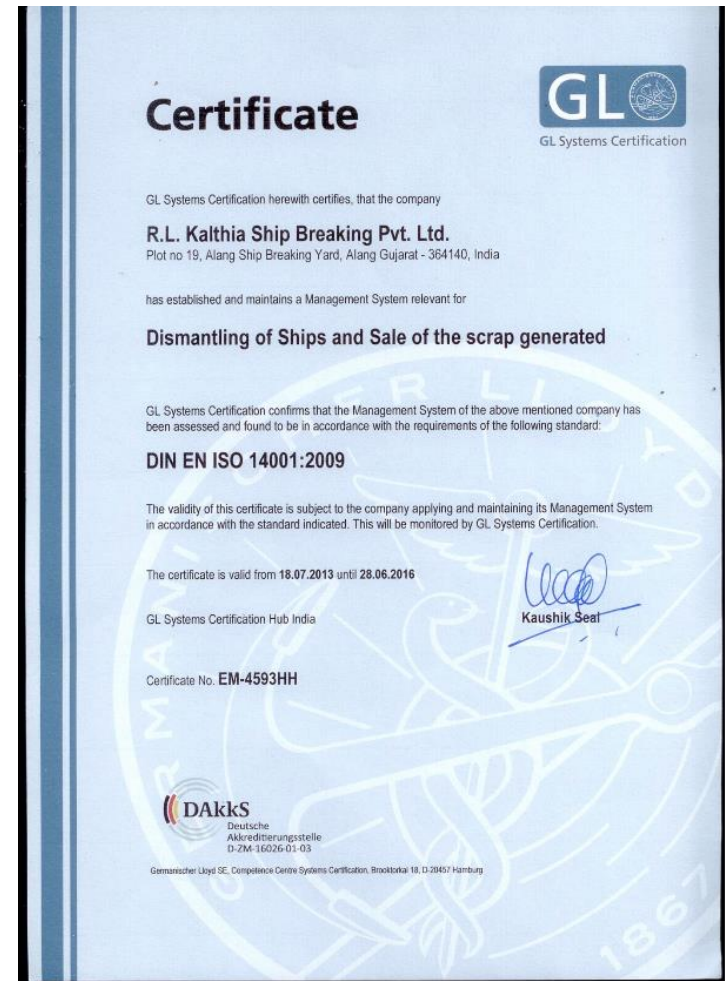 Certificate
GL
GL Systems Certification
GL Systems Certification herewith certifies, that the company
R.L. Kalthia Ship Breaking Pvt. Ltd.
Plot no 19, Alang Ship Breaking Yard, Alang Gujarat - 364140, India
has established and maintains a Management System relevant for
Dismantling of Ships and Sale of the scrap generated
GL Systems Certification confirms that the Management System of the above mentioned company has
been assessed and found to be in accordance with the requirements of the following standard:
DIN EN ISO 14001:2009
The validity of this certificate is subject to the company applying and maintaining its Management System
in accordance with the standard indicated. This will be monitored by GL Systems Certification.
The certificate is valid from 18.07.2013 until 28.06.2016
GL Systems Certification Hub India
Kaushik Seal
Certificate No. EM-4593HH
DAkkS
Deutsche
Akkreditierungsstelle
D-ZM-16026-01-03
Germanischer Lloyd SE, Competence Centre Systems Certification, Brooktorkai 18, D-20457 Hamburg
GERMANISCHER LLOYD
1867